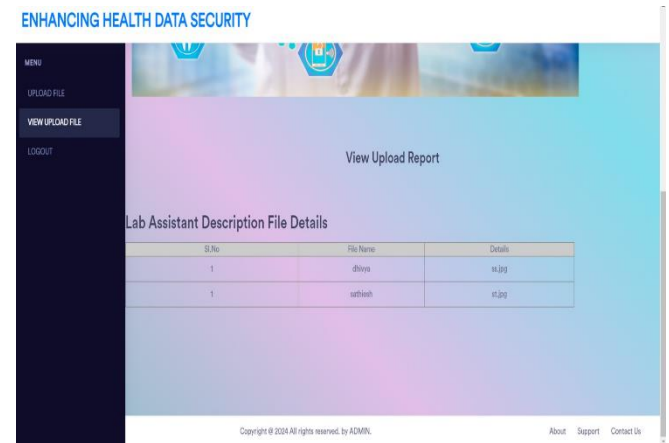 ENHANCING HEALTH DATA SECURITY
MENU
UPLOAD FILE
VIEW UPLOAD FILE
LOGOUT
View Upload Report
Lab Assistant Description File Details
Sl.No File Name Details
1 dhivya ss.jpg
1 sathiesh st.jpg
Copyright @ 2024 All rights reserved. by ADMIN. About Support Contact Us